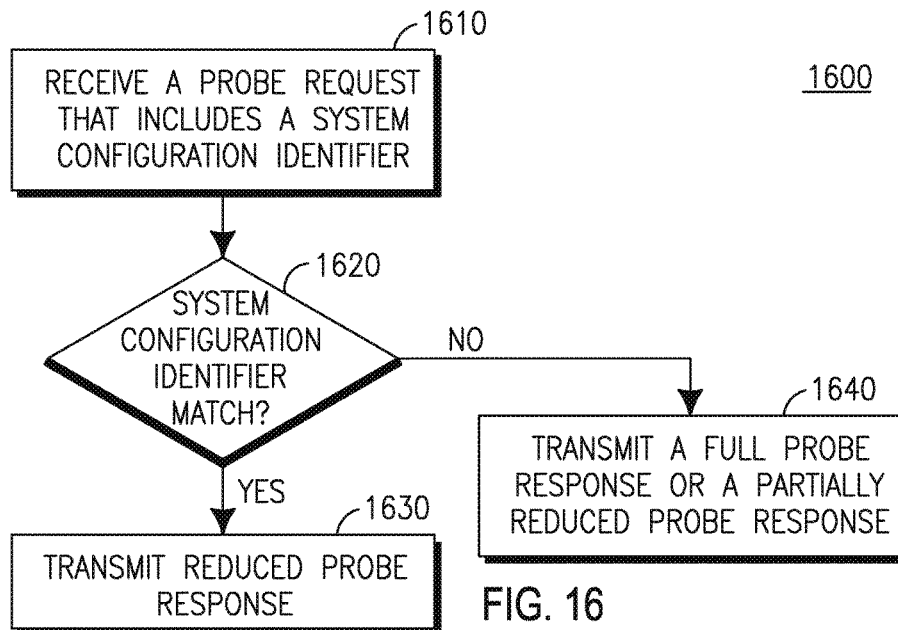 1610
RECEIVE A PROBE REQUEST
THAT INCLUDES A SYSTEM
CONFIGURATION IDENTIFIER
1600
1620
SYSTEM
CONFIGURATION
IDENTIFIER
MATCH?
NO
YES
1640
TRANSMIT A FULL PROBE
RESPONSE OR A PARTIALLY
REDUCED PROBE RESPONSE
1630
TRANSMIT REDUCED PROBE
RESPONSE
FIG. 16